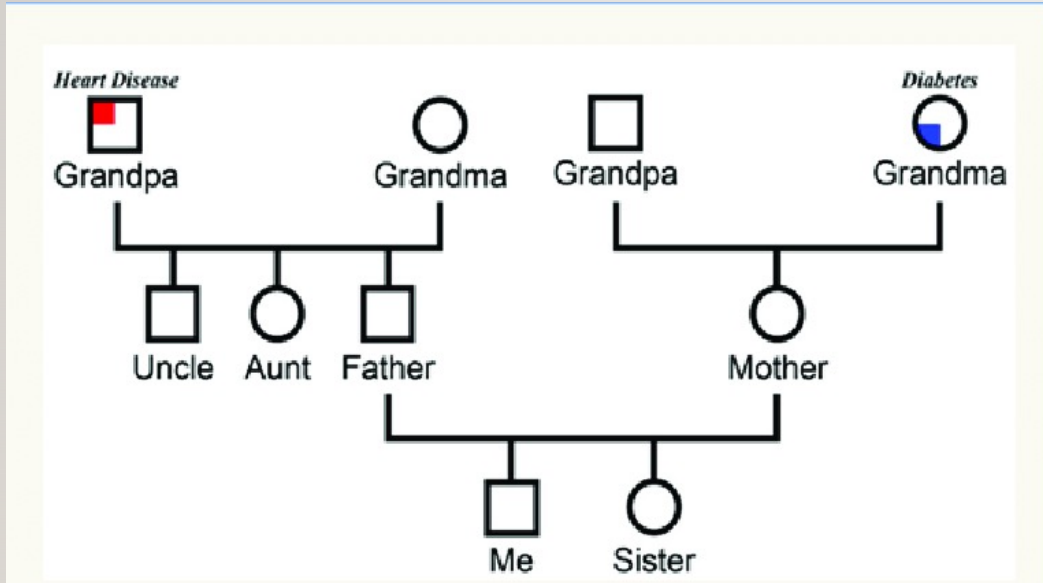 Heart Disease
Diabetes
Grandpa
Grandma
Grandpa
Grandma
Uncle
Aunt
Father
Mother
Me
Sister